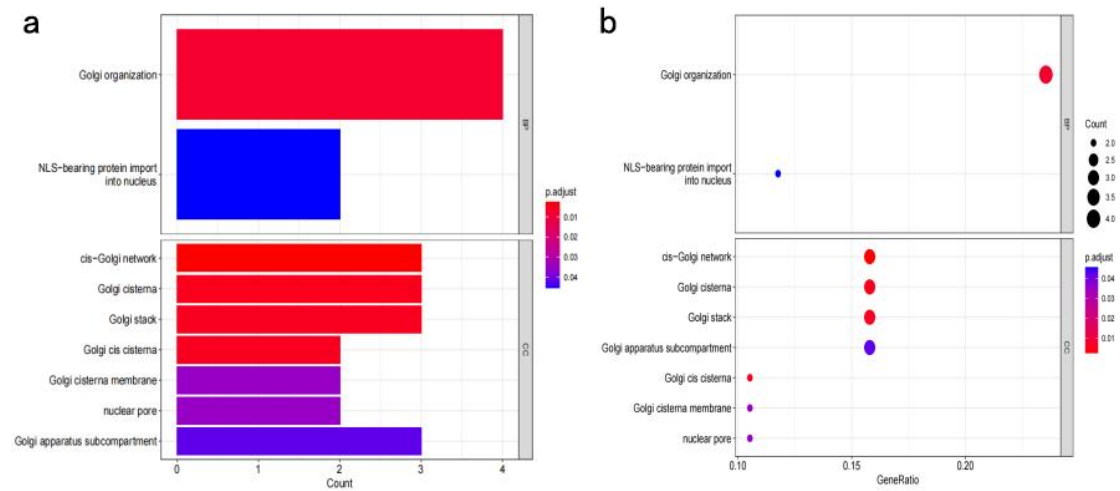 a
Golgi organization
NLS-bearing protein import
into nucleus
BP
cis-Golgi network
Golgi cisterna
Golgi stack
Golgi cis cisterna
Golgi cisterna membrane
nuclear pore
Golgi apparatus subcompartment
CC
0 1 2 3 4
Count
p.adjust
0.01
0.02
0.03
0.04
b
Golgi organization
NLS-bearing protein import
into nucleus
BP
cis-Golgi network
Golgi cisterna
Golgi stack
Golgi apparatus subcompartment
Golgi cis cisterna
Golgi cisterna membrane
nuclear pore
CC
0.10 0.15 0.20
GeneRatio
Count
2.0
2.5
3.0
3.5
4.0
p.adjust
0.04
0.03
0.02
0.01